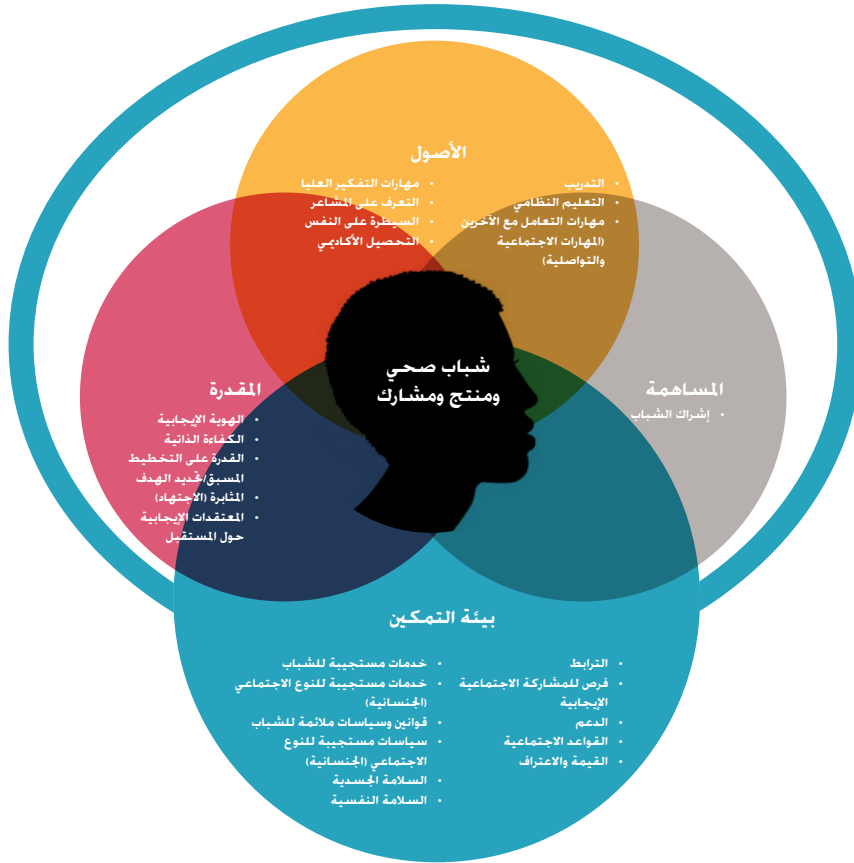 الأصول
• التدريب
• التعليم النظامي
• مهارات التعامل مع الآخرين
(المهارات الاجتماعية
والتواصلية)
• مهارات التفكير العليا
• التعرف على المشاعر
• السيطرة على النفس
• التحصيل الأكاديمي
المساهمة
• إشراك الشباب
شباب صحي
ومنتج ومشارك
المقدرة
• الهوية الإيجابية
• الكفاءة الذاتية
• القدرة على التخطيط
المسبق/تحديد الهدف
• المثابرة (الاجتهاد)
• المعتقدات الإيجابية
حول المستقبل
بيئة التمكين
• الترابط
• فرص للمشاركة الاجتماعية
الإيجابية
• الدعم
• القواعد الاجتماعية
• القيمة والاعتراف
• خدمات مستجيبة للشباب
• خدمات مستجيبة للنوع الاجتماعي
(الجنسانية)
• قوانين وسياسات ملائمة للشباب
• سياسات مستجيبة للنوع
الاجتماعي (الجنسانية)
• السلامة الجسدية
• السلامة النفسية